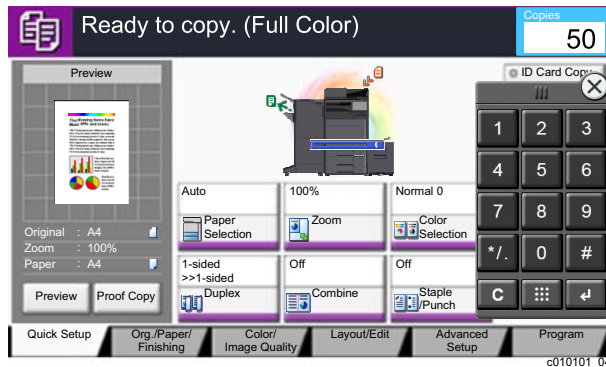 Ready to copy. (Full Color)
Copies
50
Preview
ID Card Copy
Original : A4
Zoom : 100%
Paper : A4
Preview
Proof Copy
Auto
Paper
Selection
100%
Zoom
Normal 0
Color
Selection
1-sided
>>1-sided
Duplex
Off
Combine
Off
Staple
/Punch
1 2 3
4 5 6
7 8 9
*/. 0 #
C
Quick Setup
Org./Paper/
Finishing
Color/
Image Quality
Layout/Edit
Advanced
Setup
Program
c010101_04